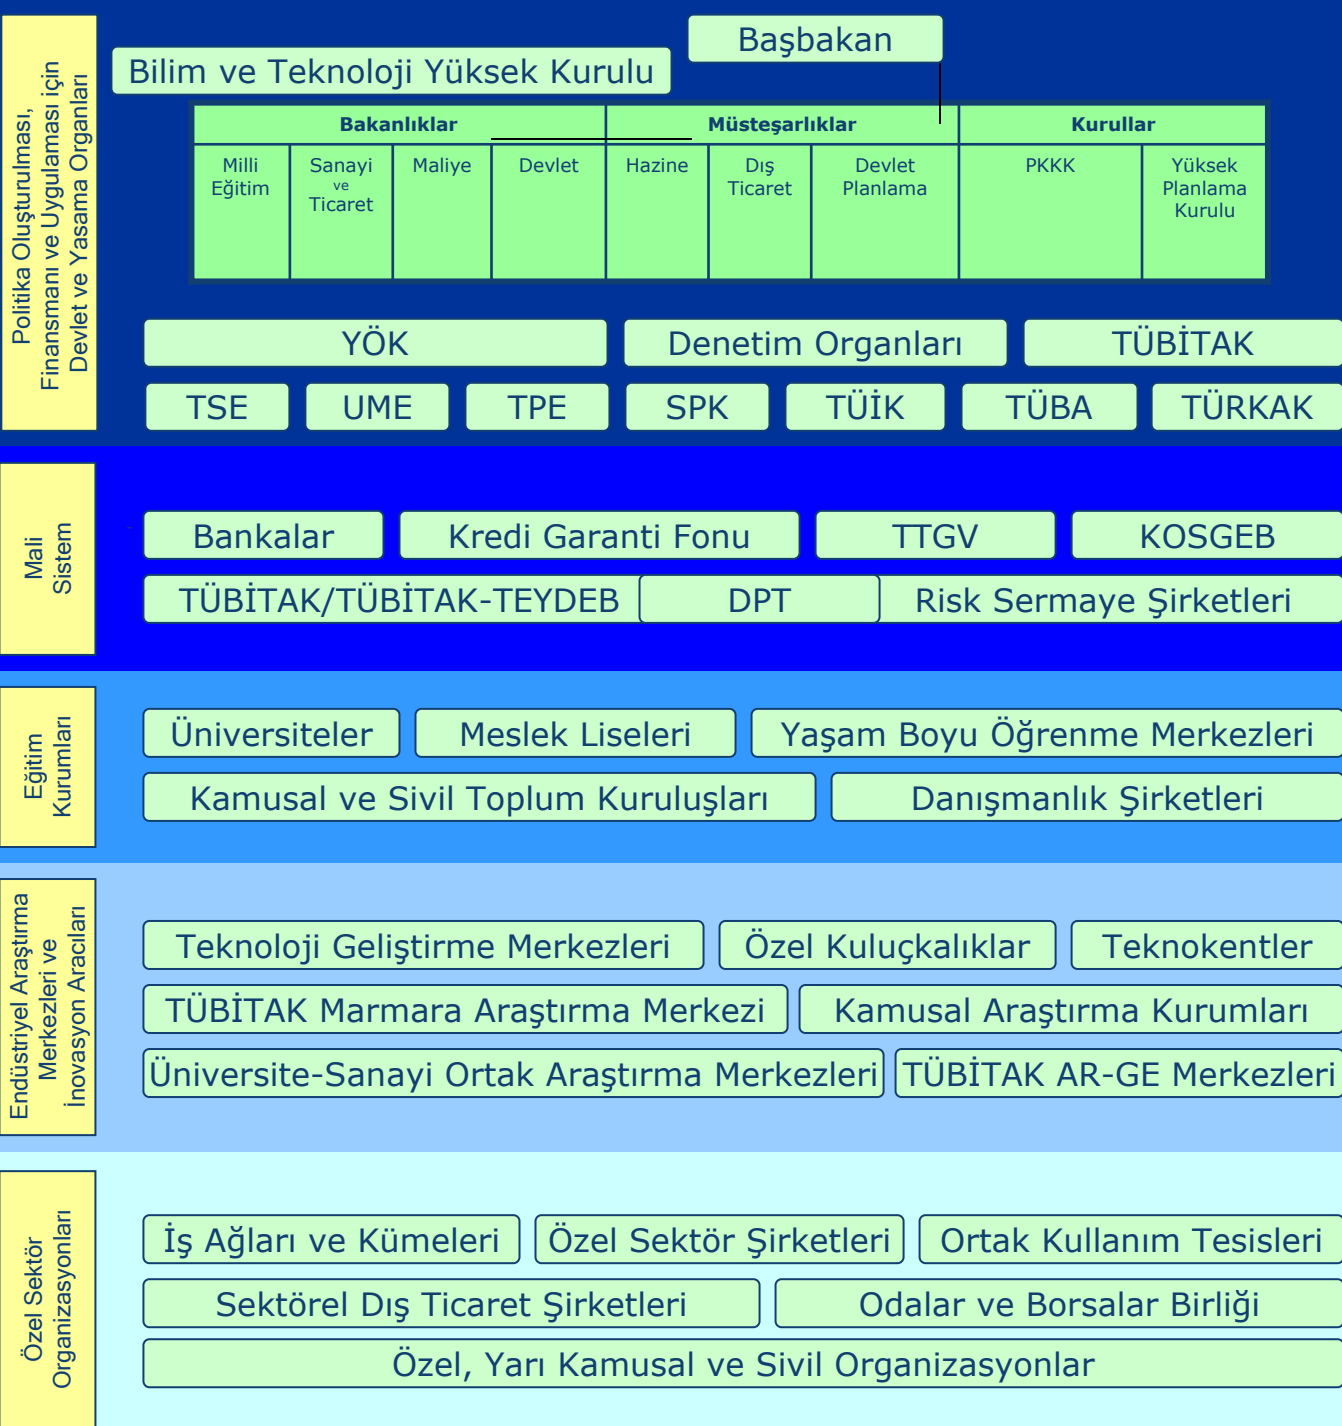 Politika Oluşturulması,
Finansmanı ve Uygulaması için
Devlet ve Yasama Organları
Başbakan
Bilim ve Teknoloji Yüksek Kurulu
Bakanlıklar
Müsteşarlıklar
Kurullar
Milli
Eğitim
Sanayi
ve
Ticaret
Maliye
Devlet
Hazine
Dış
Ticaret
Devlet
Planlama
PKKK
Yüksek
Planlama
Kurulu
YÖK
Denetim Organları
TÜBİTAK
TSE
UME
TPE
SPK
TÜİK
TÜBA
TÜRKAK
Mali
Sistem
Bankalar
Kredi Garanti Fonu
TTGV
KOSGEB
TÜBİTAK/TÜBİTAK-TEYDEB
DPT
Risk Sermaye Şirketleri
Eğitim
Kurumları
Üniversiteler
Meslek Liseleri
Yaşam Boyu Öğrenme Merkezleri
Kamusal ve Sivil Toplum Kuruluşları
Danışmanlık Şirketleri
Endüstriyel Araştırma
Merkezleri ve
İnovasyon Aracıları
Teknoloji Geliştirme Merkezleri
Özel Kuluçkalıklar
Teknokentler
TÜBİTAK Marmara Araştırma Merkezi
Kamusal Araştırma Kurumları
Üniversite-Sanayi Ortak Araştırma Merkezleri
TÜBİTAK AR-GE Merkezleri
Özel Sektör
Organizasyonları
İş Ağları ve Kümeleri
Özel Sektör Şirketleri
Ortak Kullanım Tesisleri
Sektörel Dış Ticaret Şirketleri
Odalar ve Borsalar Birliği
Özel, Yarı Kamusal ve Sivil Organizasyonlar